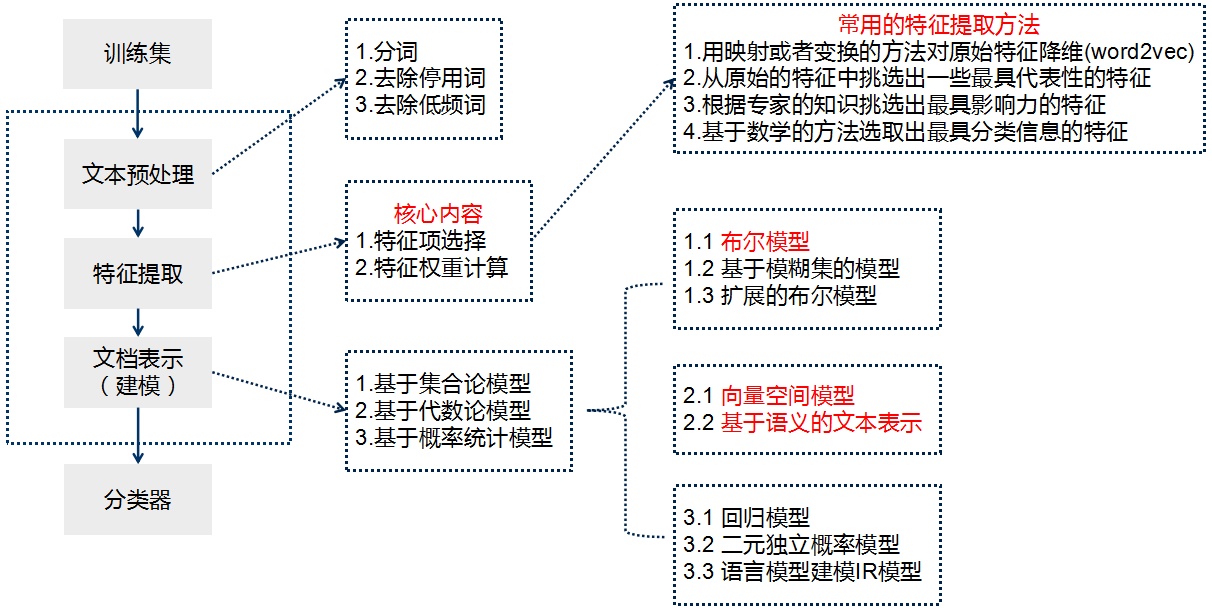 训练集
文本预处理
特征提取
文档表示
（建模）
分类器
1.分词
2.去除停用词
3.去除低频词
核心内容
1.特征项选择
2.特征权重计算
1.基于集合论模型
2.基于代数论模型
3.基于概率统计模型
常用的特征提取方法
1.用映射或者变换的方法对原始特征降维(word2vec)
2.从原始的特征中挑选出一些最具代表性的特征
3.根据专家的知识挑选出最具影响力的特征
4.基于数学的方法选取出最具分类信息的特征
1.1 布尔模型
1.2 基于模糊集的模型
1.3 扩展的布尔模型
2.1 向量空间模型
2.2 基于语义的文本表示
3.1 回归模型
3.2 二元独立概率模型
3.3 语言模型建模IR模型